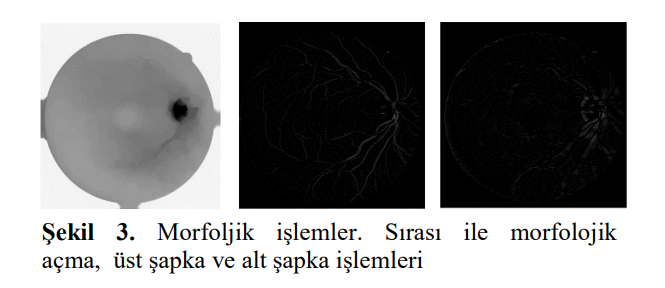 Şekil 3. Morfoljik işlemler. Sırası ile morfolojik
açma, üst şapka ve alt şapka işlemleri